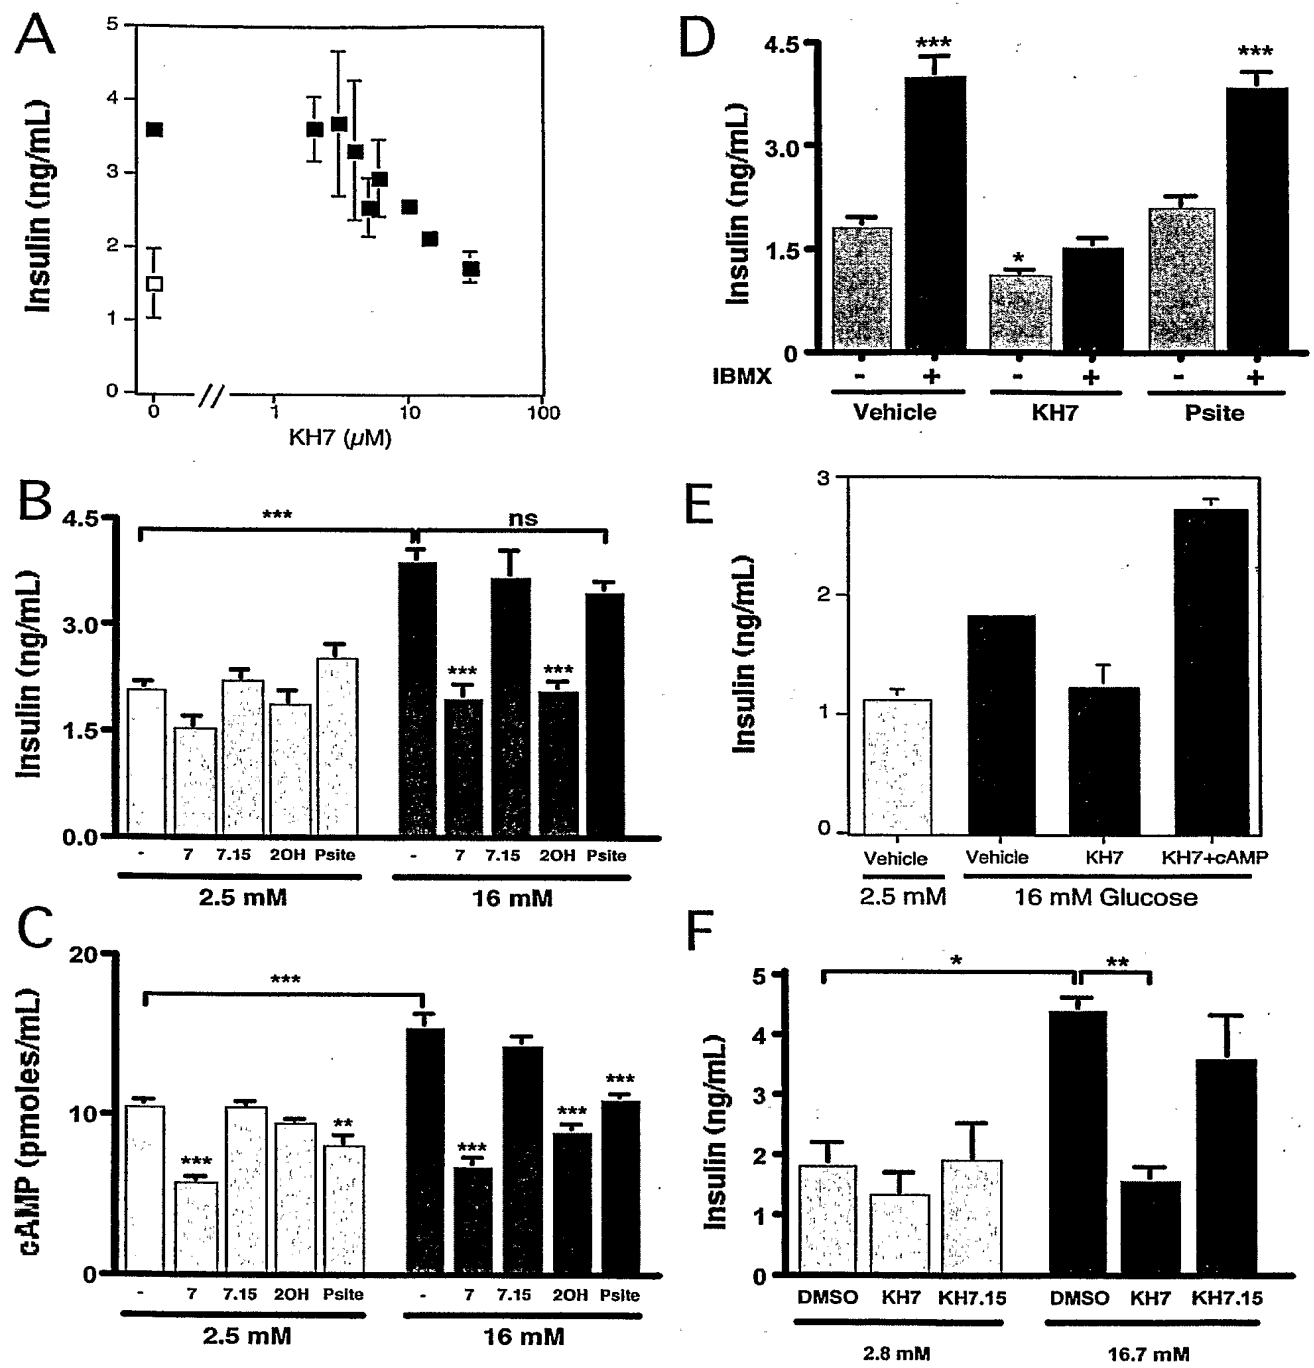 A
Insulin (ng/mL)
5
4
3
2
1
0
0 // 1 10 100
KH7 (µM)
B
Insulin (ng/mL)
4.5
3.0
1.5
0.0
*** ns
*** ***
- 7 7.15 2OH Psite - 7 7.15 2OH Psite
2.5 mM 16 mM
C
cAMP (pmoles/mL)
20
10
0
***
*** ** *** *** ***
- 7 7.15 2OH Psite - 7 7.15 2OH Psite
2.5 mM 16 mM
D
Insulin (ng/mL)
4.5
3.0
1.5
0
*** * ***
IBMX - + - + - +
Vehicle KH7 Psite
E
Insulin (ng/mL)
3
2
1
0
Vehicle Vehicle KH7 KH7+cAMP
2.5 mM 16 mM Glucose
F
Insulin (ng/mL)
5
4
3
2
1
0
* **
DMSO KH7 KH7.15 DMSO KH7 KH7.15
2.8 mM 16.7 mM